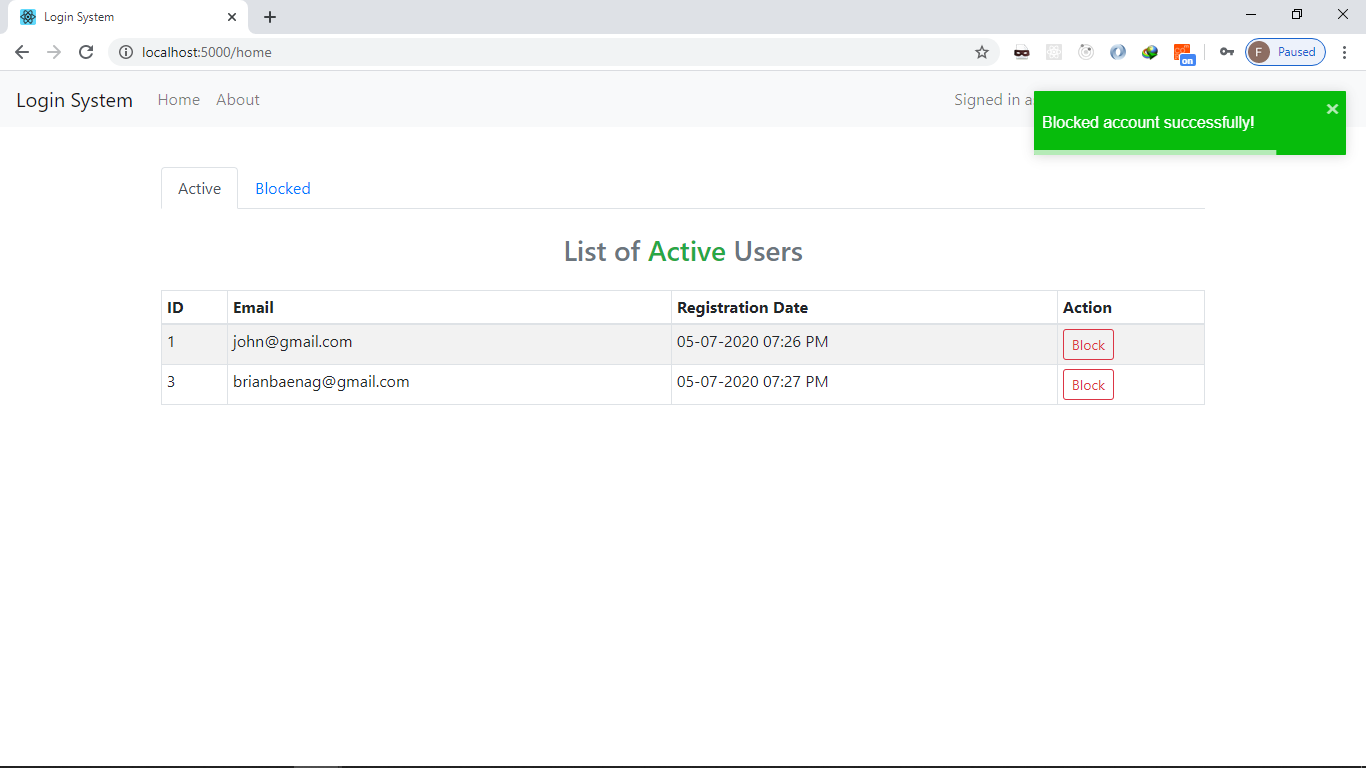 Login System
localhost:5000/home
on
F Paused
Login System Home About Signed in a
Blocked account successfully!
Active Blocked
List of Active Users
ID Email Registration Date Action
1 john@gmail.com 05-07-2020 07:26 PM Block
3 brianbaenag@gmail.com 05-07-2020 07:27 PM Block